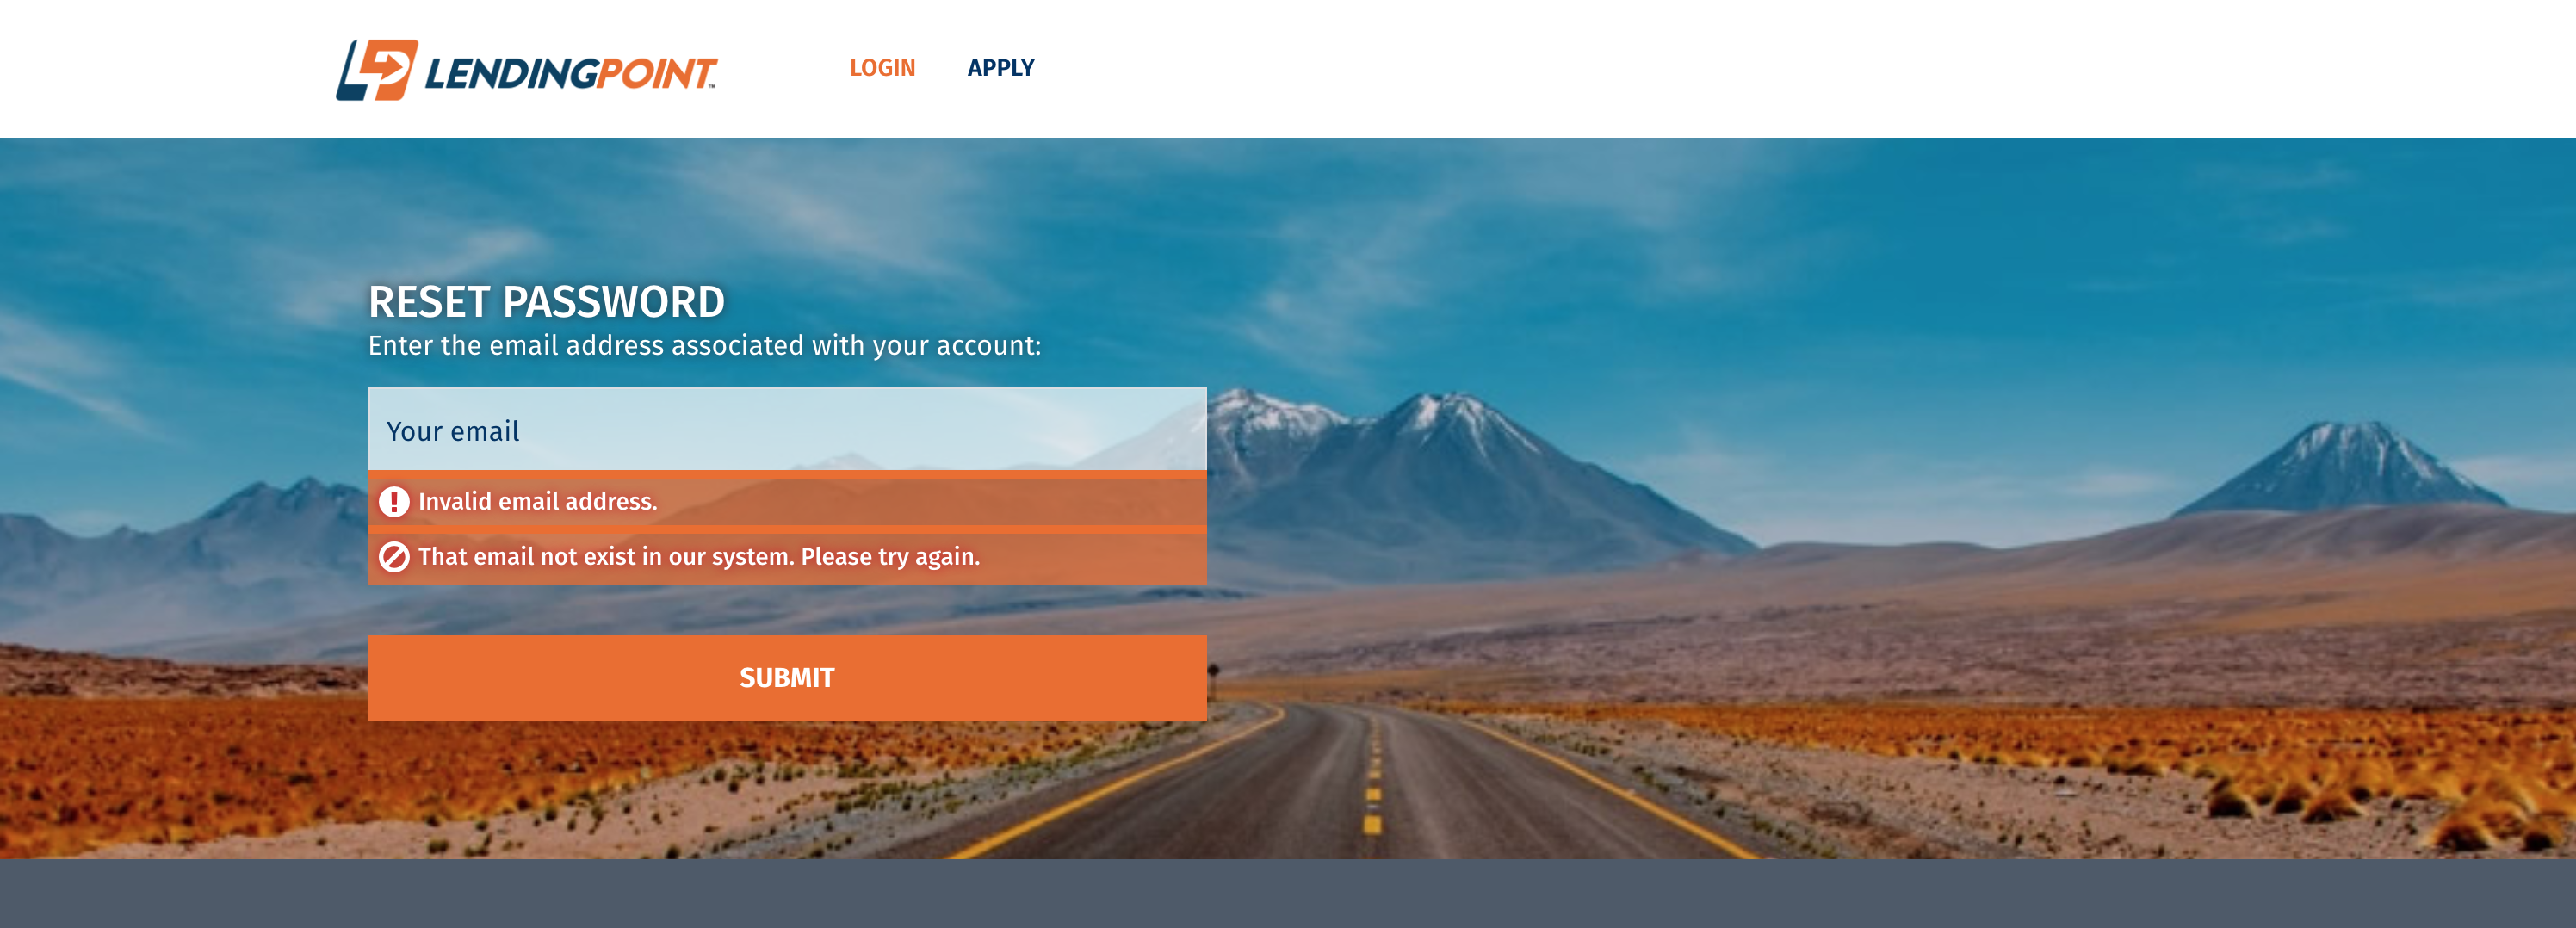 LENDINGPOINT™
LOGIN
APPLY
RESET PASSWORD
Enter the email address associated with your account:
Your email
Invalid email address.
That email not exist in our system. Please try again.
SUBMIT